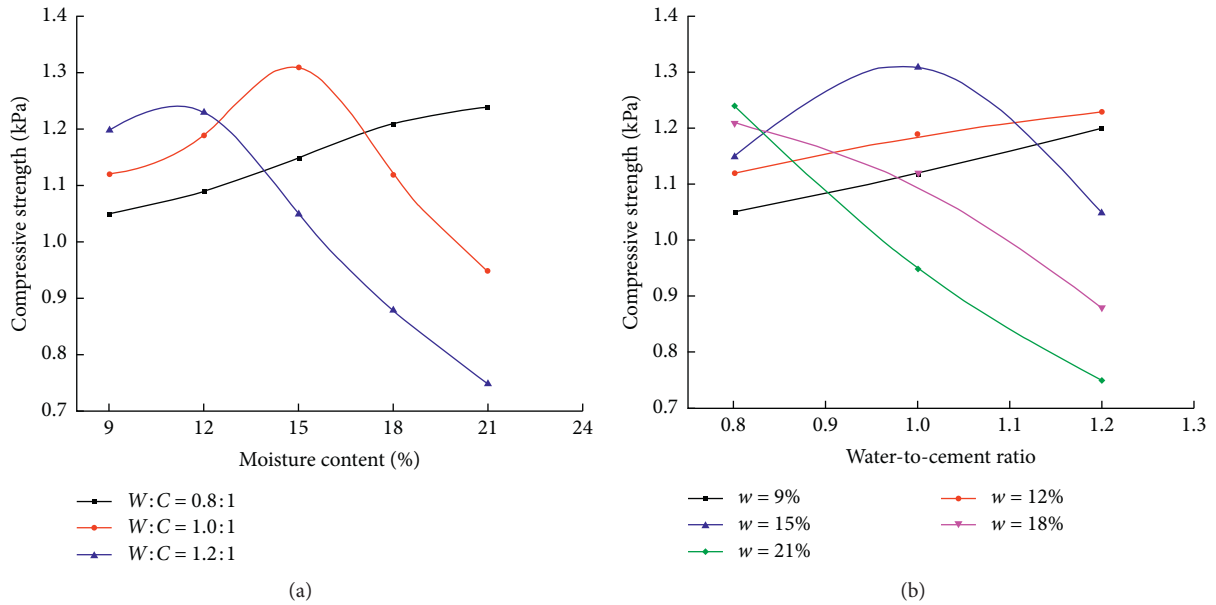 1.4
1.3
1.2
1.1
1.0
0.9
0.8
0.7
Compressive strength (kPa)
9 12 15 18 21 24
Moisture content (%)
W:C = 0.8:1
W:C = 1.0:1
W:C = 1.2:1
(a)
1.4
1.3
1.2
1.1
1.0
0.9
0.8
0.7
Compressive strength (kPa)
0.8 0.9 1.0 1.1 1.2 1.3
Water-to-cement ratio
w = 9% w = 12%
w = 15% w = 18%
w = 21%
(b)